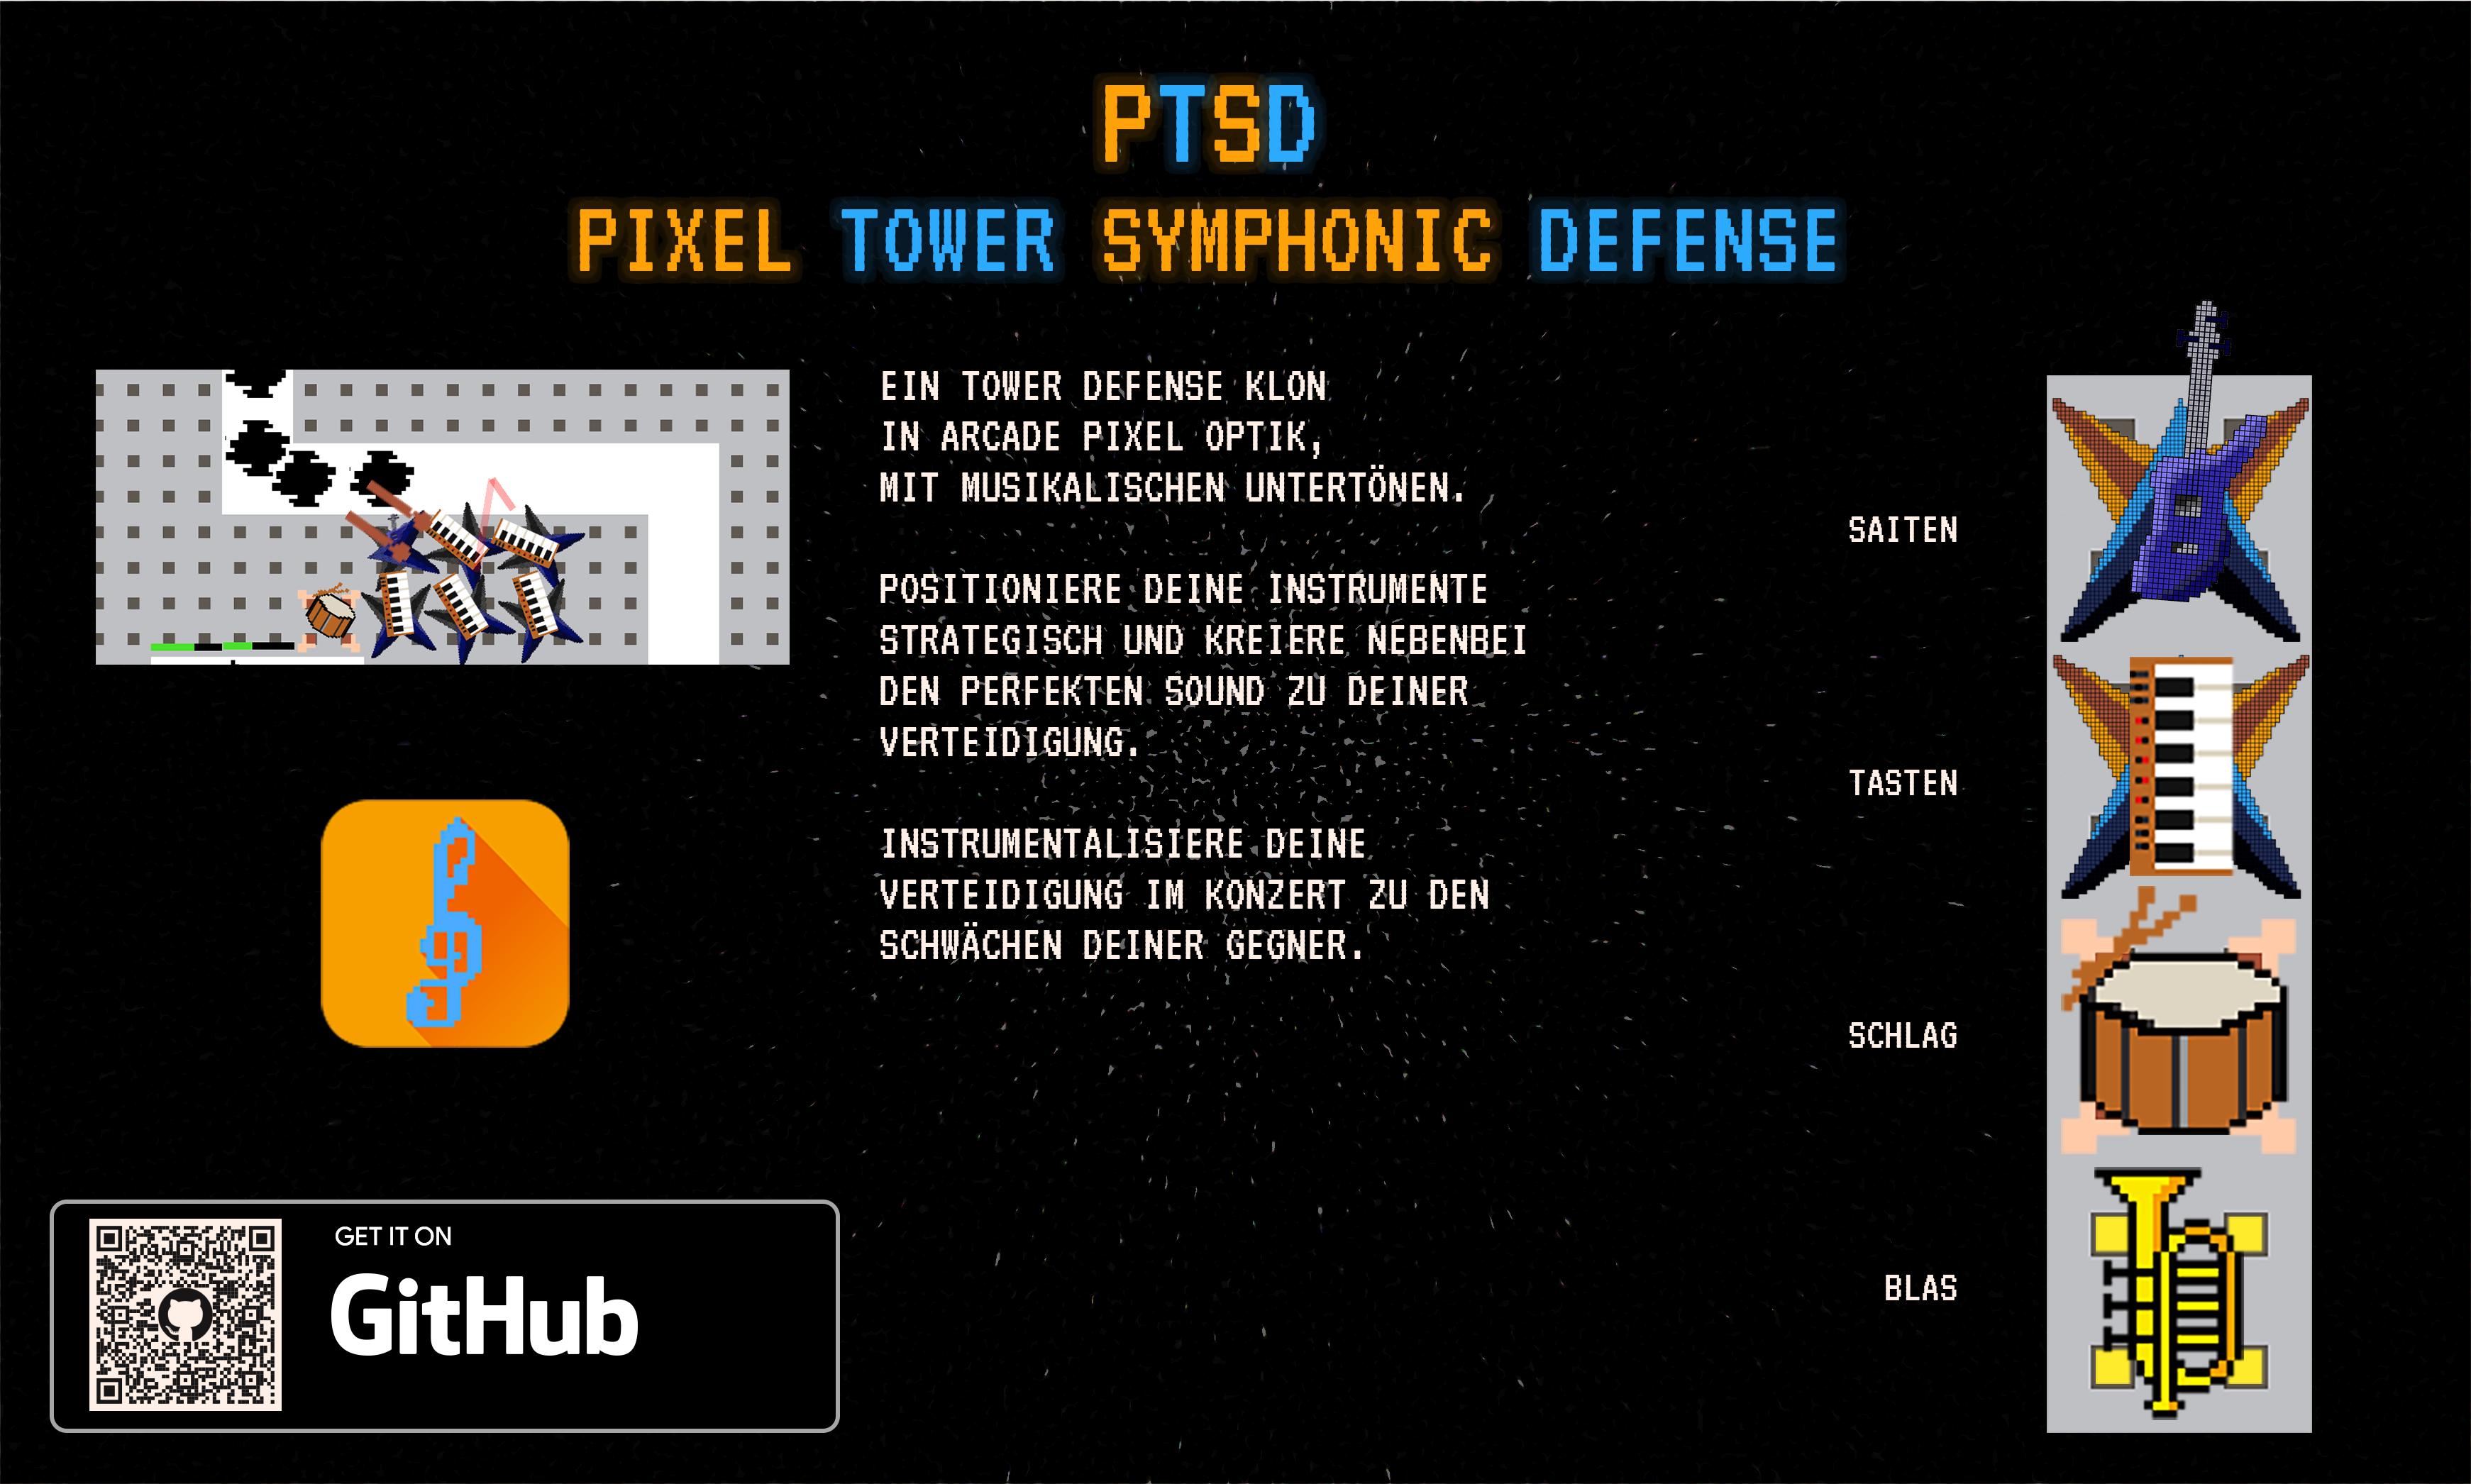 PTSD
PIXEL TOWER SYMPHONIC DEFENSE
EIN TOWER DEFENSE KLON
IN ARCADE PIXEL OPTIK,
MIT MUSIKALISCHEN UNTERTÖNEN.
POSITIONIERE DEINE INSTRUMENTE
STRATEGISCH UND KREIERE NEBENBEI
DEN PERFEKTEN SOUND ZU DEINER
VERTEIDIGUNG.
INSTRUMENTALISIERE DEINE
VERTEIDIGUNG IM KONZERT ZU DEN
SCHWÄCHEN DEINER GEGNER.
SAITEN
TASTEN
SCHLAG
BLAS
GET IT ON
GitHub